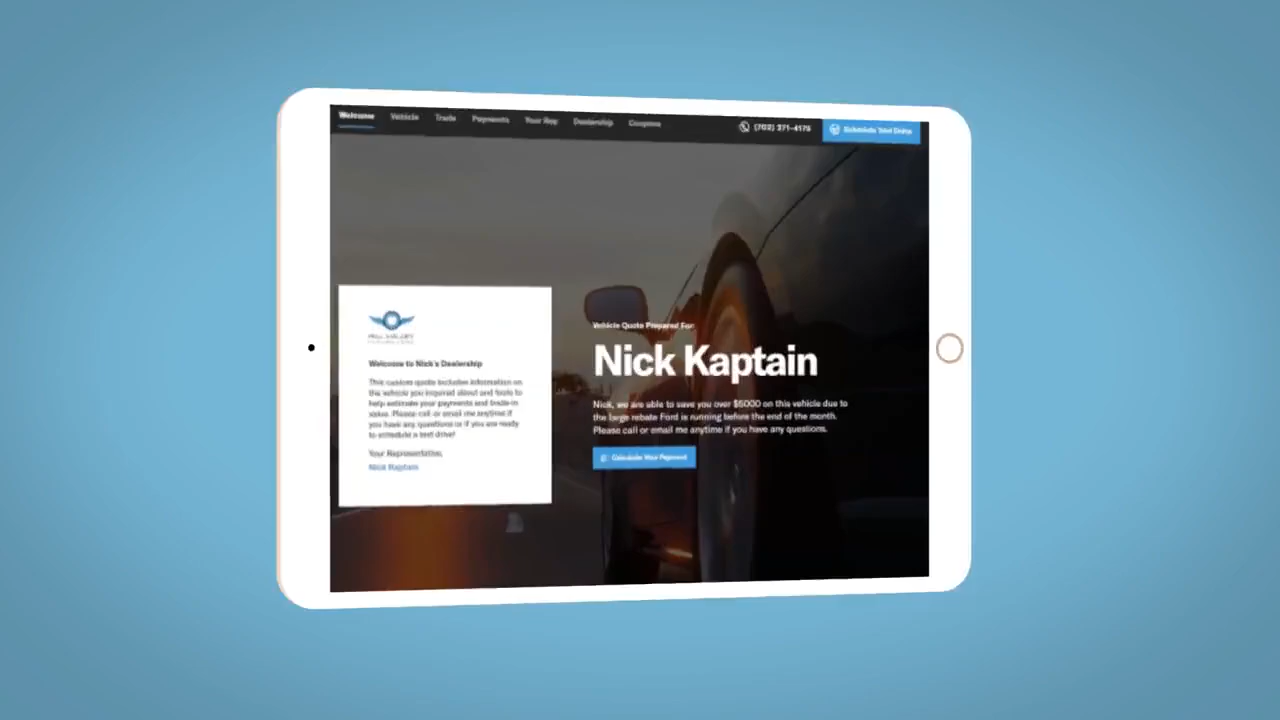 Welcome Vehicle Trade Payments Your Rep Dealership Coupons (702) 271-4175 Schedule Test Drive
Welcome to Nick's Dealership
This custom quote includes information on
the vehicle you inquired about and tools to
help estimate your payments and trade-in
value. Please call or email me anytime if
you have any questions or if you are ready
to schedule a test drive!
Your Representative,
Nick Kaptain
Vehicle Quote Prepared For:
Nick Kaptain
Nick, we are able to save you over $5000 on this vehicle due to
the large rebate Ford is running before the end of the month.
Please call or email me anytime if you have any questions.
Calculate Your Payment